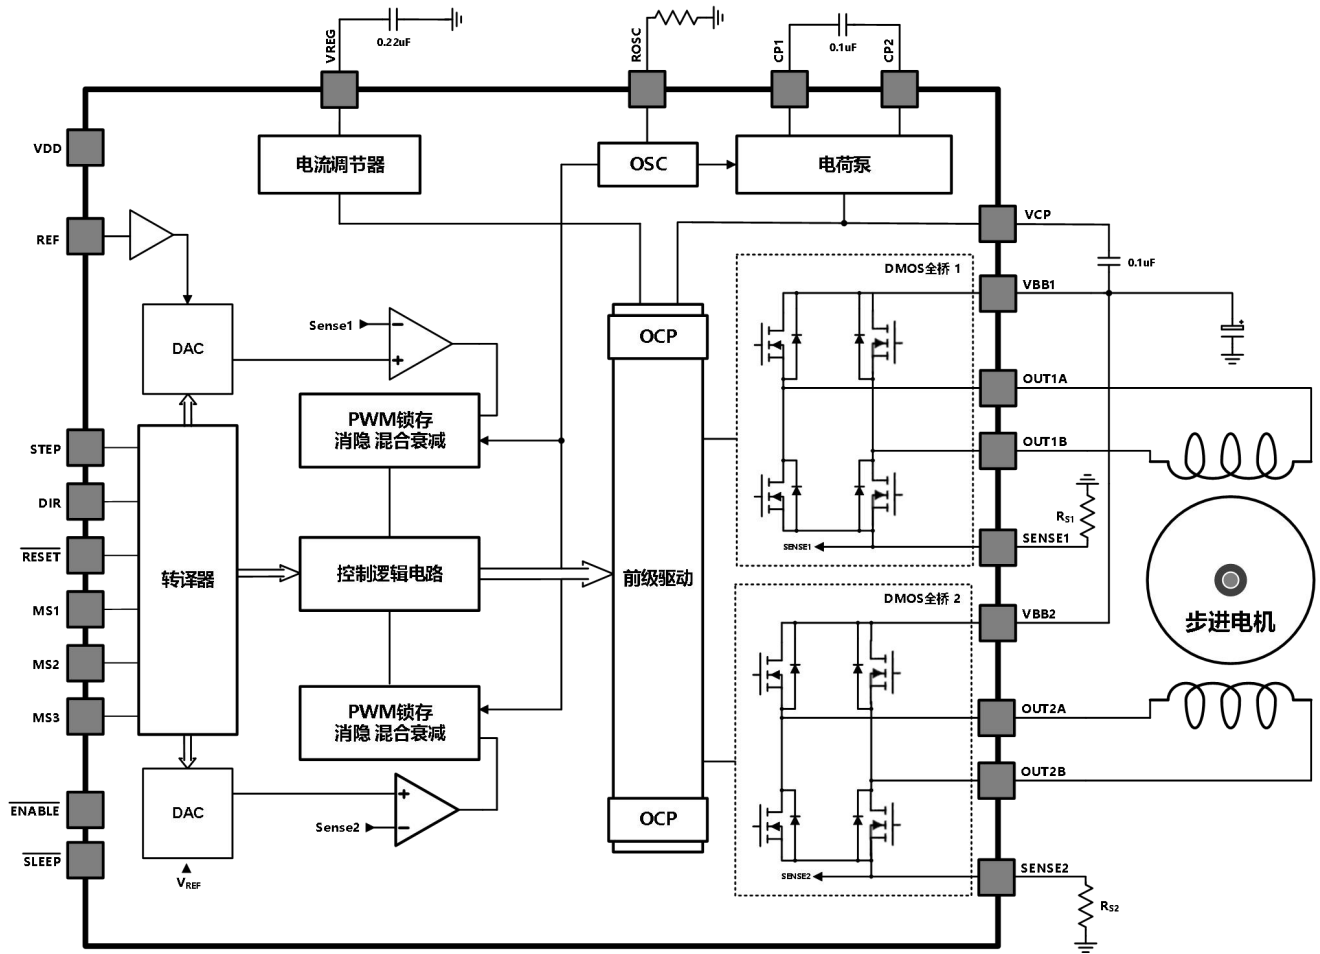 VREG
0.22uF
ROSC
CP1
0.1uF
CP2
VDD
电流调节器
OSC
电荷泵
REF
VCP
0.1uF
DMOS全桥 1
VBB1
Sense1
OCP
DAC
OUT1A
PWM锁存
消隐 混合衰减
STEP
OUT1B
DIR
RS1
RESET
SENSE1
SENSE1
转译器
控制逻辑电路
前级驱动
DMOS全桥 2
MS1
VBB2
步进电机
MS2
MS3
PWM锁存
消隐 混合衰减
OUT2A
OUT2B
ENABLE
DAC
Sense2
OCP
SLEEP
VREF
SENSE2
SENSE2
RS2